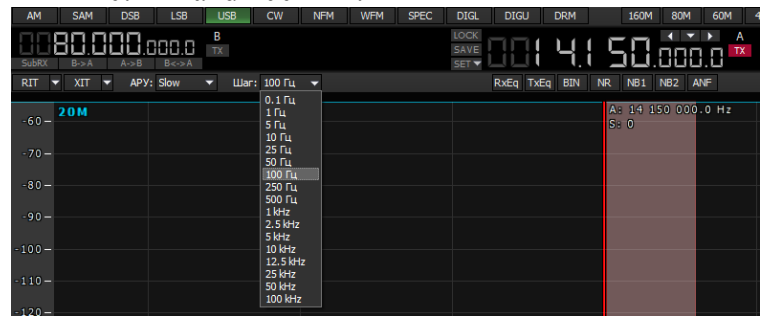 AM SAM DSB LSB USB CW NFM WFM SPEC DIGL DIGU DRM 160M 80M 60M
80.000.000.0 B TX LOCK SAVE SET 14.150.000.0 A TX
SubRX B->A A->B B<->A
RIT XIT АРУ: Slow Шаг: 100 Гц RxEq TxEq BIN NR NB1 NB2 ANF
0.1 Гц
1 Гц
5 Гц
10 Гц
25 Гц
50 Гц
100 Гц
250 Гц
500 Гц
1 kHz
2.5 kHz
5 kHz
10 kHz
12.5 kHz
25 kHz
50 kHz
100 kHz
20M
A: 14 150 000.0 Hz
S: 0
-60
-70
-80
-90
-100
-110
-120